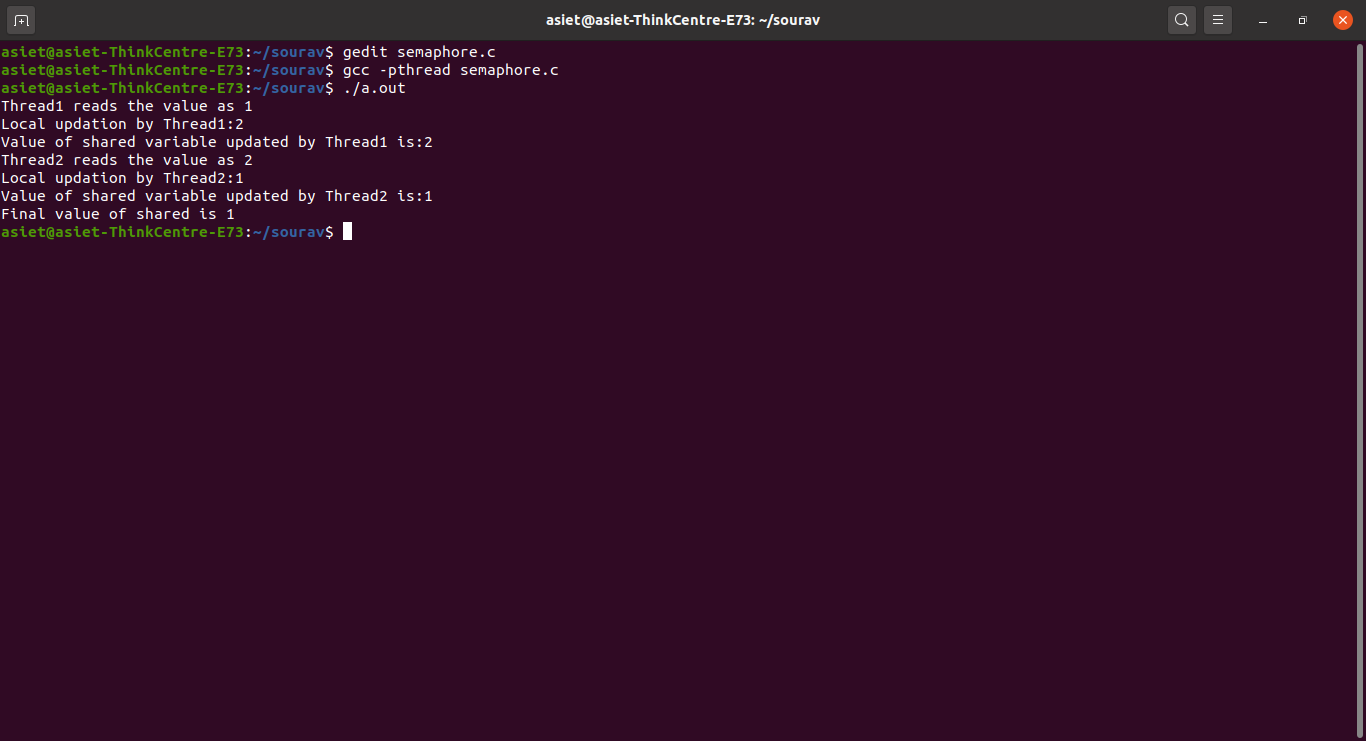 asiet@asiet-ThinkCentre-E73: ~/sourav
asiet@asiet-ThinkCentre-E73:~/sourav$ gedit semaphore.c
asiet@asiet-ThinkCentre-E73:~/sourav$ gcc -pthread semaphore.c
asiet@asiet-ThinkCentre-E73:~/sourav$ ./a.out
Thread1 reads the value as 1
Local updation by Thread1:2
Value of shared variable updated by Thread1 is:2
Thread2 reads the value as 2
Local updation by Thread2:1
Value of shared variable updated by Thread2 is:1
Final value of shared is 1
asiet@asiet-ThinkCentre-E73:~/sourav$